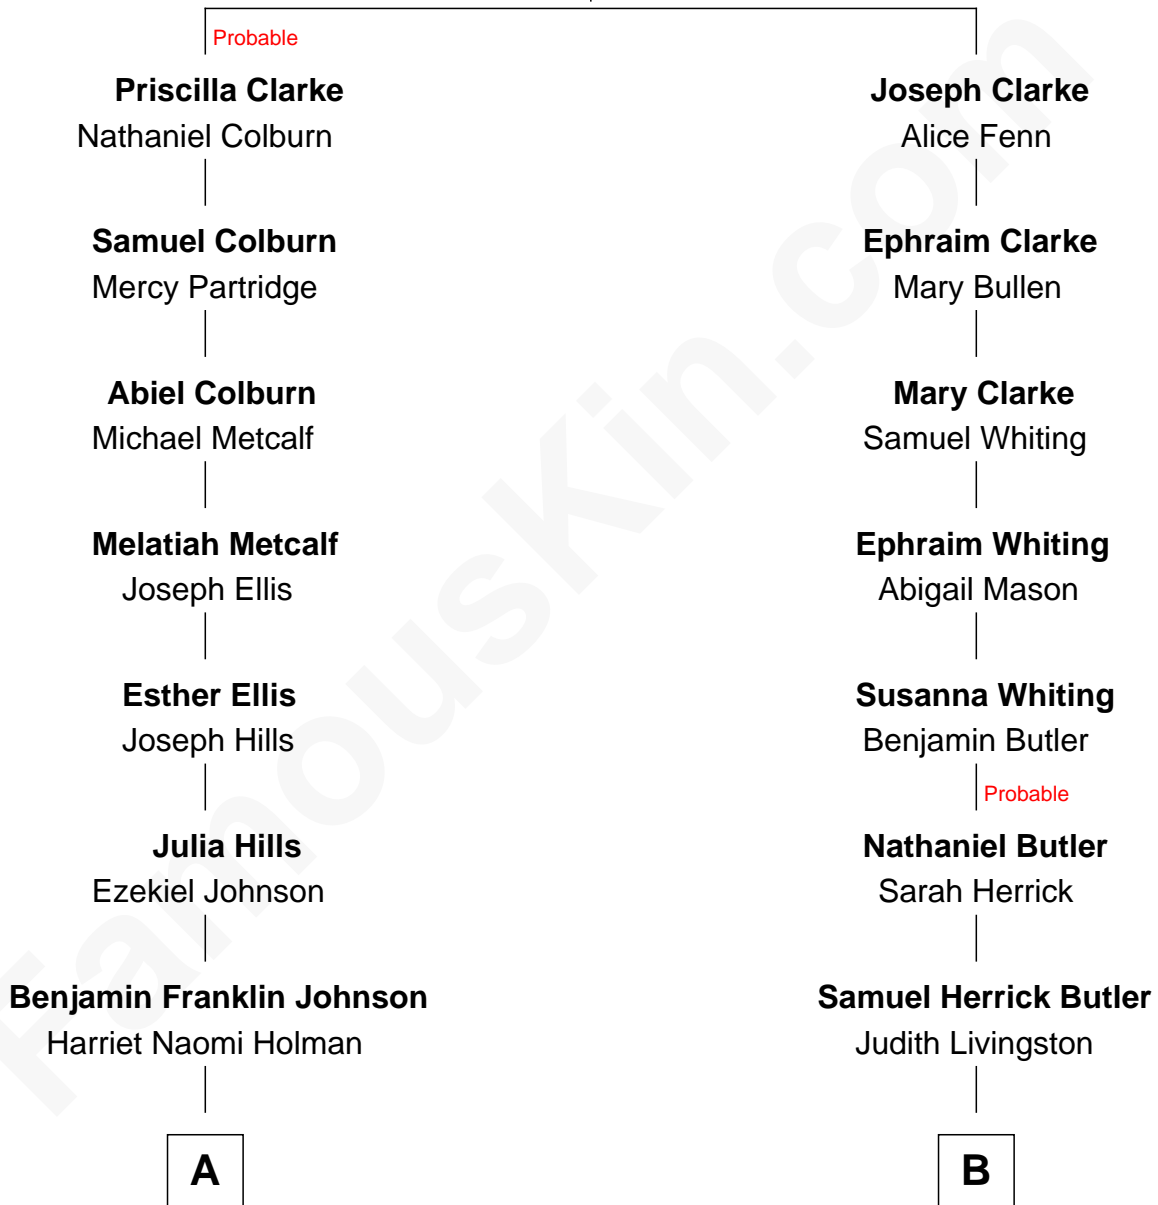 Probable
Priscilla Clarke
Nathaniel Colburn
Samuel Colburn
Mercy Partridge
Abiel Colburn
Michael Metcalf
Melatiah Metcalf
Joseph Ellis
Esther Ellis
Joseph Hills
Julia Hills
Ezekiel Johnson
Benjamin Franklin Johnson
Harriet Naomi Holman
A
Joseph Clarke
Alice Fenn
Ephraim Clarke
Mary Bullen
Mary Clarke
Samuel Whiting
Ephraim Whiting
Abigail Mason
Susanna Whiting
Benjamin Butler
Probable
Nathaniel Butler
Sarah Herrick
Samuel Herrick Butler
Judith Livingston
B
FamousKin.com